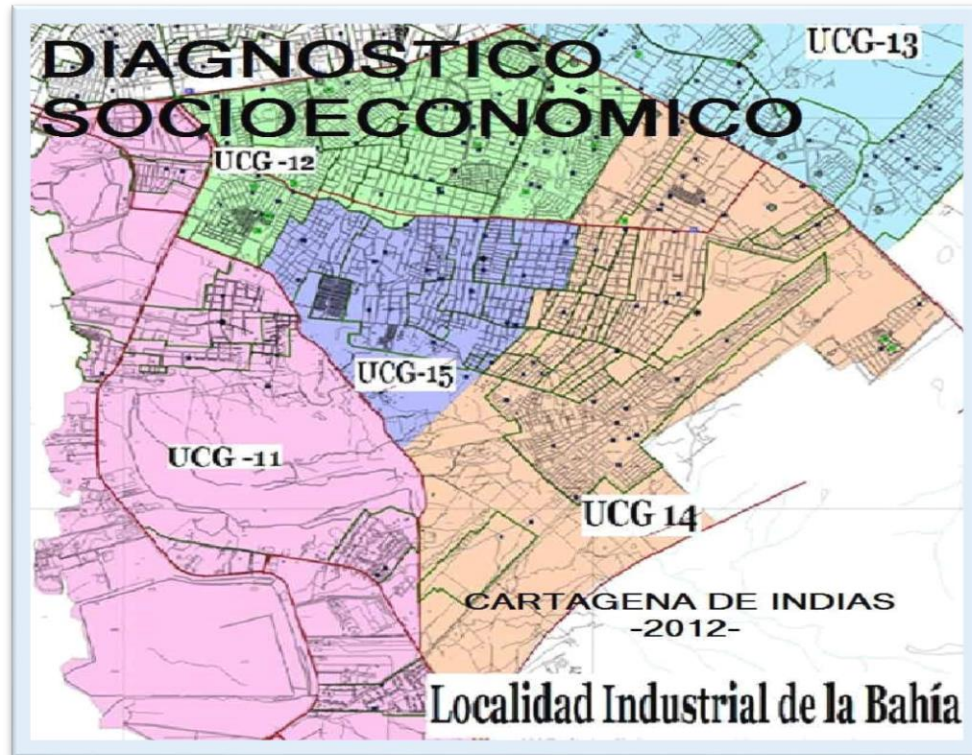 DIAGNOSTICO
SOCIOECONOMICO
UCG-13
UCG -12
UCG-15
UCG -11
UCG 14
CARTAGENA DE INDIAS
-2012-
Localidad Industrial de la Bahía